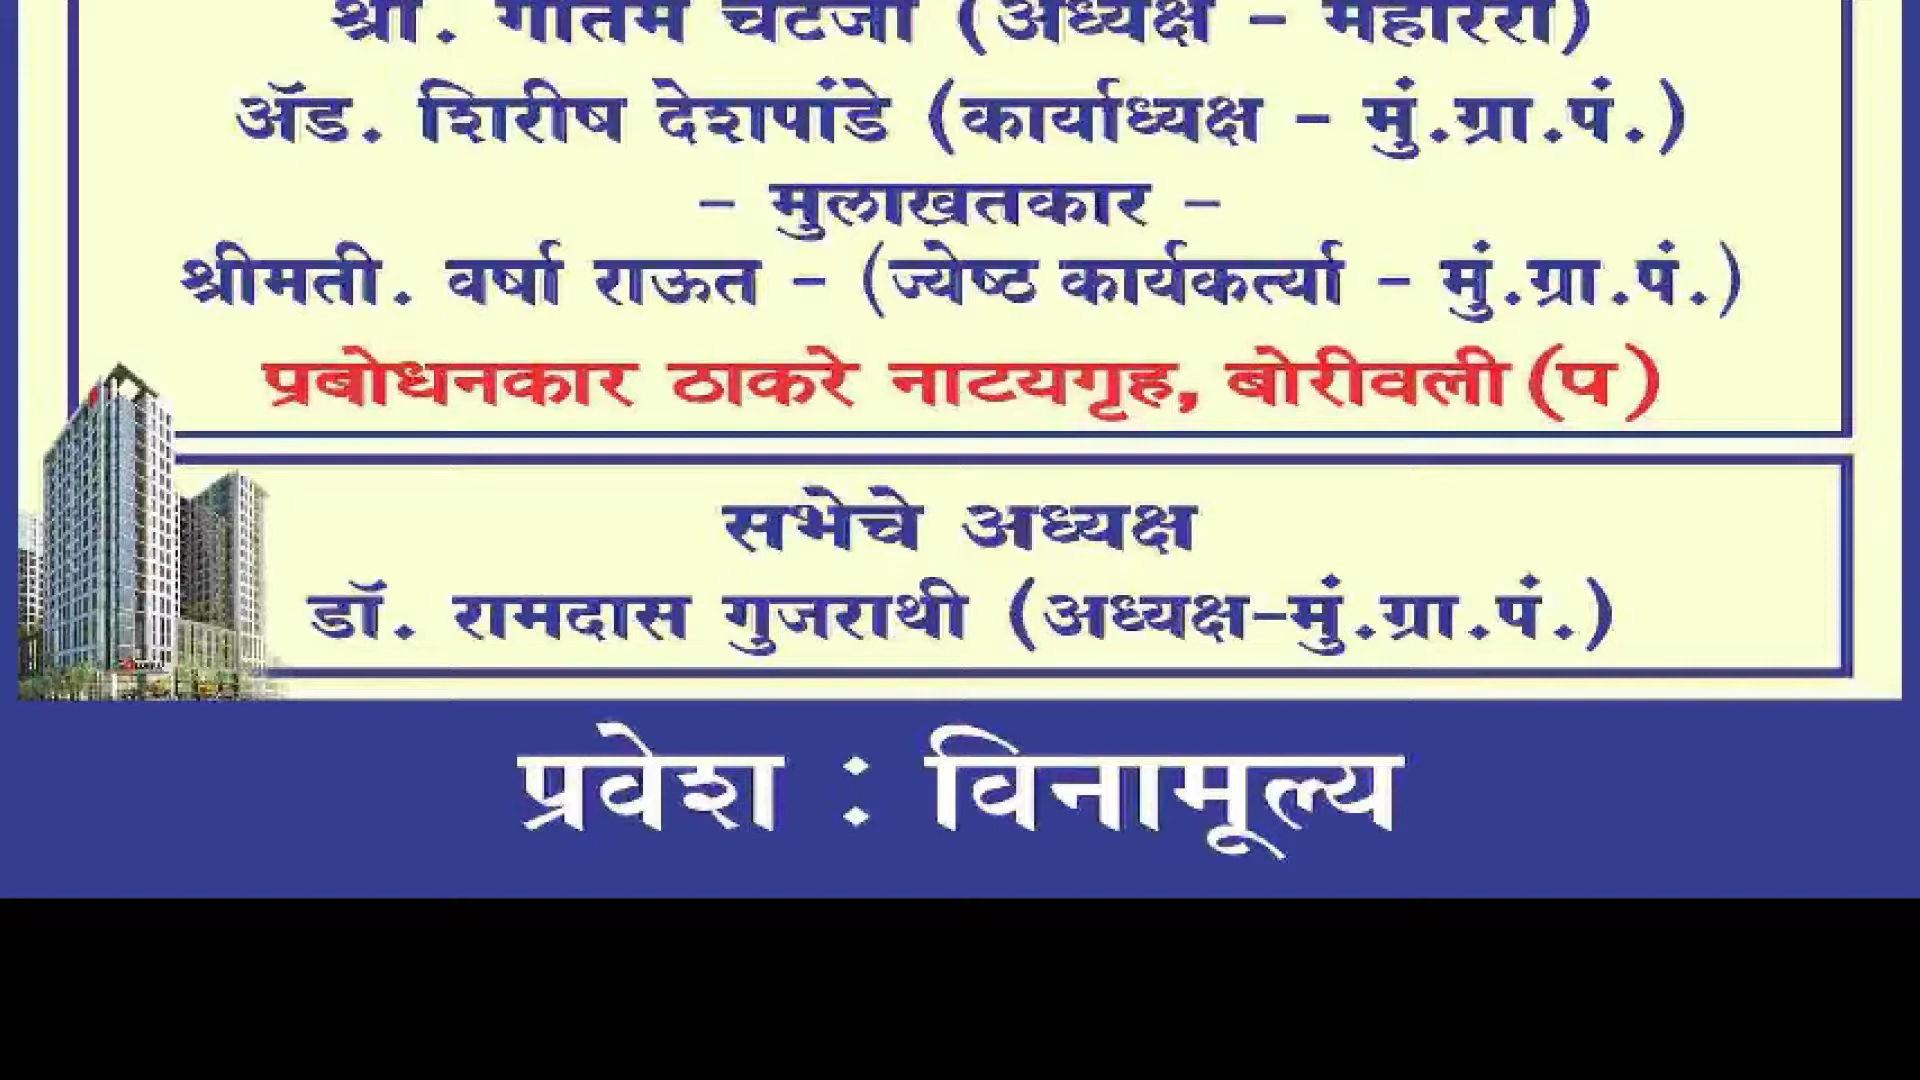 श्री. गौतम चटर्जी (अध्यक्ष - महारेरा)
ॲड. शिरीष देशपांडे (कार्याध्यक्ष - मुं.ग्रा.पं.)
- मुलाखतकार -
श्रीमती. वर्षा राऊत - (ज्येष्ठ कार्यकर्त्या - मुं.ग्रा.पं.)
प्रबोधनकार ठाकरे नाटयगृह, बोरीवली (प)
सभेचे अध्यक्ष
डॉ. रामदास गुजराथी (अध्यक्ष-मुं.ग्रा.पं.)
प्रवेश : विनामूल्य